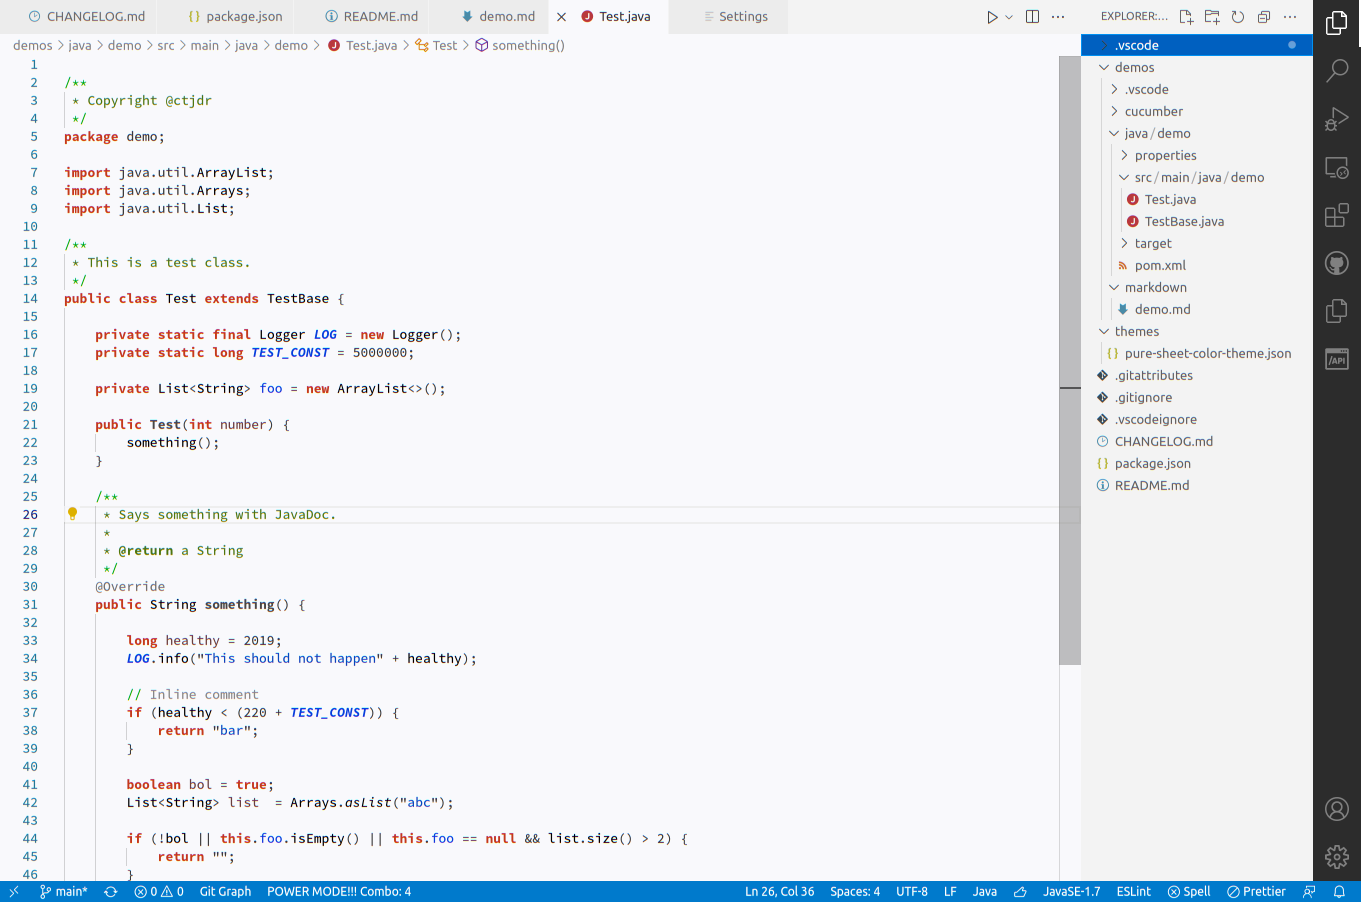 CHANGELOG.md {} package.json README.md demo.md Test.java Settings
demos > java > demo > src > main > java > demo > J Test.java > Test > something()
1
2 /**
3 * Copyright @ctjdr
4 */
5 package demo;
6
7 import java.util.ArrayList;
8 import java.util.Arrays;
9 import java.util.List;
10
11 /**
12 * This is a test class.
13 */
14 public class Test extends TestBase {
15
16 private static final Logger LOG = new Logger();
17 private static long TEST_CONST = 5000000;
18
19 private List<String> foo = new ArrayList<>();
20
21 public Test(int number) {
22 something();
23 }
24
25 /**
26 * Says something with JavaDoc.
27 *
28 * @return a String
29 */
30 @Override
31 public String something() {
32
33 long healthy = 2019;
34 LOG.info("This should not happen" + healthy);
35
36 // Inline comment
37 if (healthy < (220 + TEST_CONST)) {
38 return "bar";
39 }
40
41 boolean bol = true;
42 List<String> list  = Arrays.asList("abc");
43
44 if (!bol || this.foo.isEmpty() || this.foo == null && list.size() > 2) {
45 return "";
46 }
EXPLORER:...
> .vscode
demos
> .vscode
> cucumber
java/demo
> properties
src/main/java/demo
J Test.java
J TestBase.java
> target
pom.xml
markdown
demo.md
themes
{} pure-sheet-color-theme.json
.gitattributes
.gitignore
.vscodeignore
CHANGELOG.md
{} package.json
README.md
/API
main* 0 0 Git Graph POWER MODE!!! Combo: 4 Ln 26, Col 36 Spaces: 4 UTF-8 LF Java JavaSE-1.7 ESLint Spell Prettier